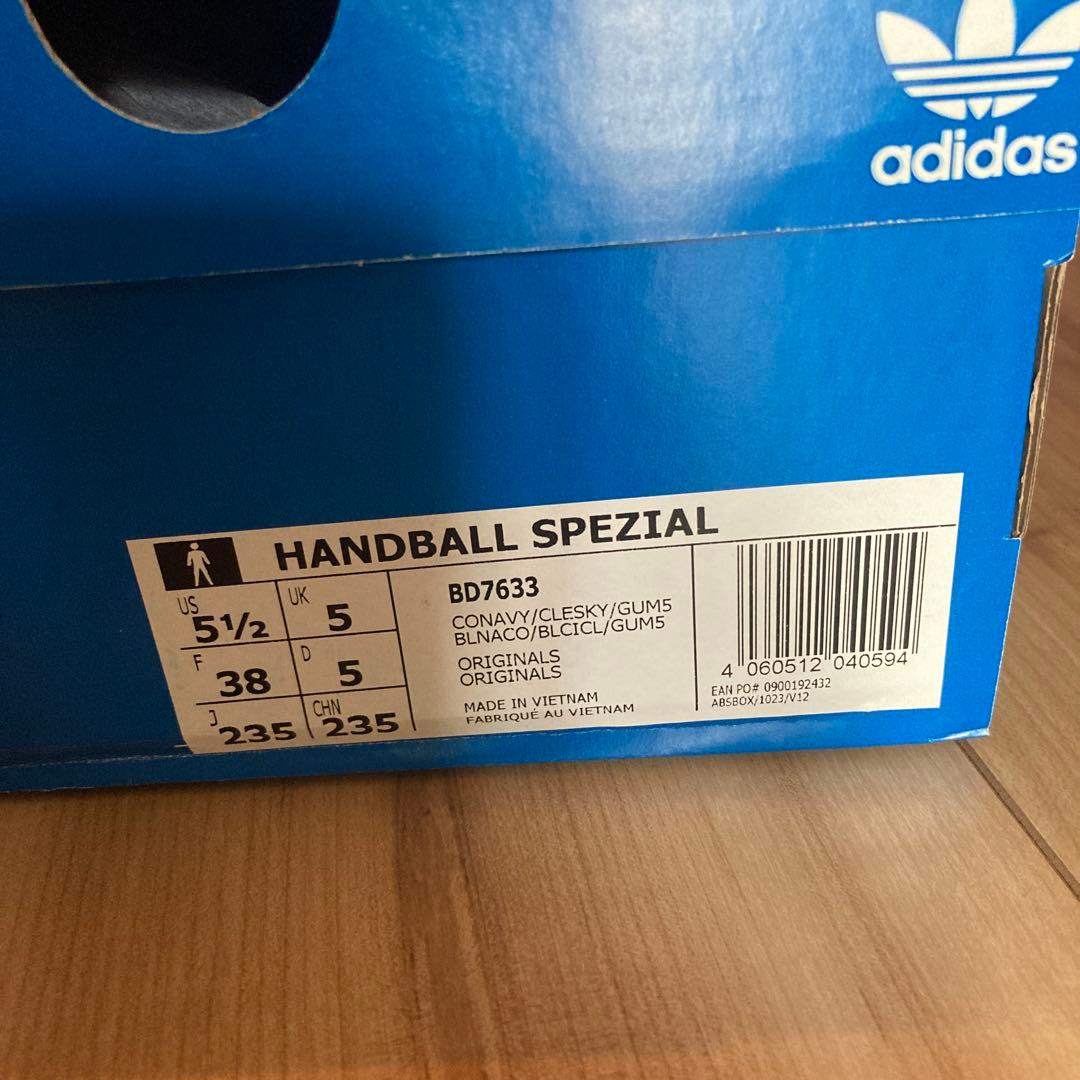 adidas
HANDBALL SPEZIAL
US 5½
UK 5
F 38
D 5
J 235
CHN 235
BD7633
CONAVY/CLESKY/GUM5
BLNACO/BLCICL/GUM5
ORIGINALS
ORIGINALS
MADE IN VIETNAM
FABRIQUÉ AU VIETNAM
4 060512 040594
EAN PO# 0900192432
ABSBOX/1023/V12